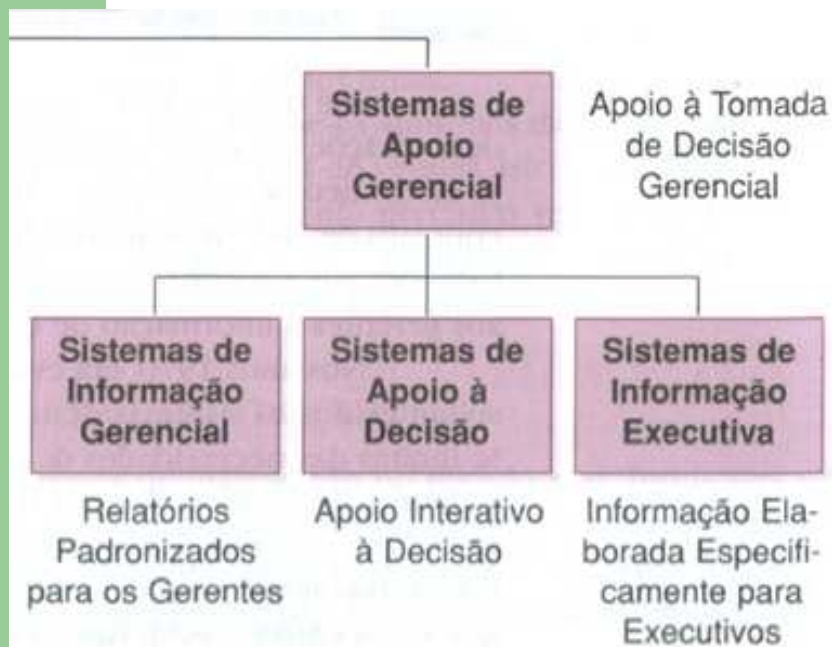 Sistemas de
Apoio
Gerencial
Apoio à Tomada
de Decisão
Gerencial
Sistemas de
Informação
Gerencial
Sistemas de
Apoio à
Decisão
Sistemas de
Informação
Executiva
Relatórios
Padronizados
para os Gerentes
Apoio Interativo
à Decisão
Informação Ela-
borada Especifi-
camente para
Executivos